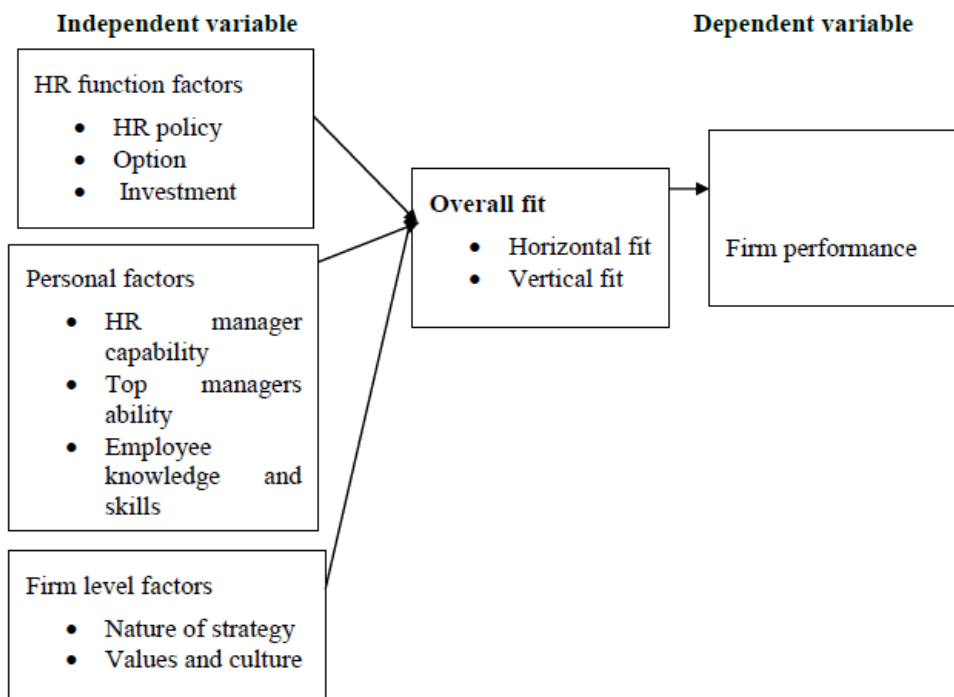 Independent variable
Dependent variable
HR function factors
• HR policy
• Option
• Investment
Personal factors
• HR manager
capability
• Top managers
ability
• Employee
knowledge and
skills
Firm level factors
• Nature of strategy
• Values and culture
Overall fit
• Horizontal fit
• Vertical fit
Firm performance